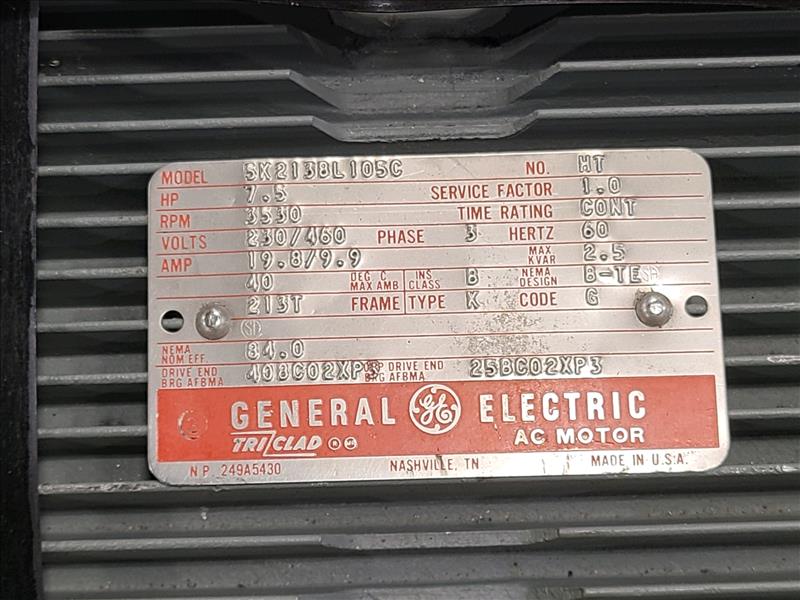 MODEL 5K213BL105C NO. HT
HP 7.5 SERVICE FACTOR 1.0
RPM 3530 TIME RATING CONT
VOLTS 230/460 PHASE 3 HERTZ 60
AMP 19.8/9.9 MAX KVAR 2.5
40 DEG C MAX AMB INS CLASS B NEMA DESIGN B-TE SA
213T FRAME TYPE K CODE G
NEMA NOM EFF. 84.0
DRIVE END BRG AFBMA 40BC02XP3 OPP DRIVE END BRG AFBMA 25BC02XP3
GENERAL GE ELECTRIC
TRI/CLAD AC MOTOR
N.P. 249A5430 NASHVILLE, TN MADE IN U.S.A.